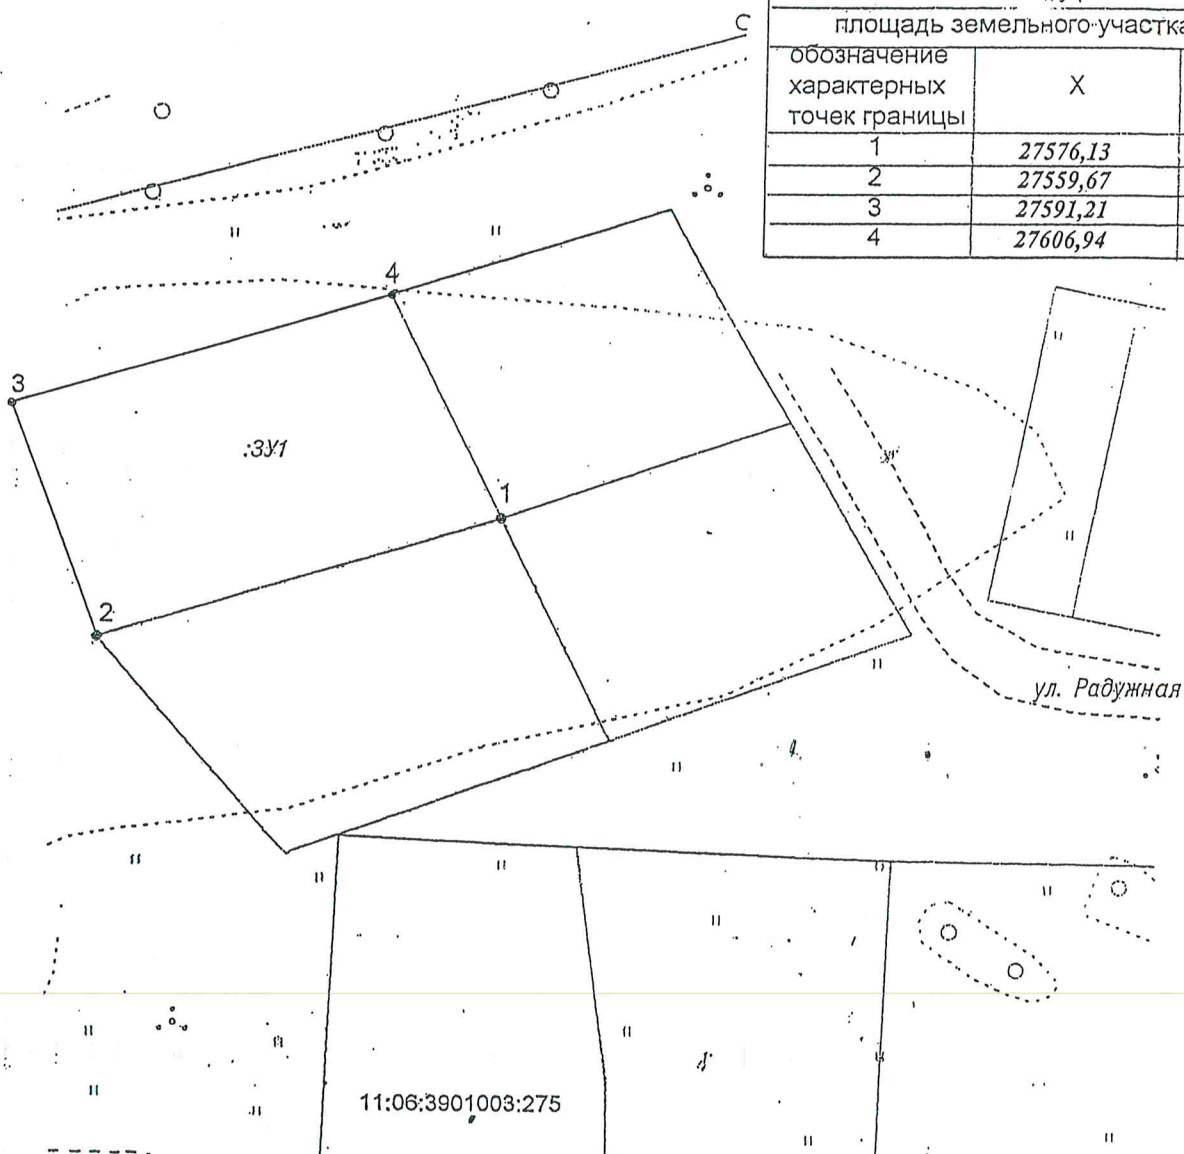 площадь земельного участка
обозначение
характерных
точек границы
X
1 27576,13
2 27559,67
3 27591,21
4 27606,94
С
4
3
:ЗУ1
1
2
ул. Радужная
11:06:3901003:275